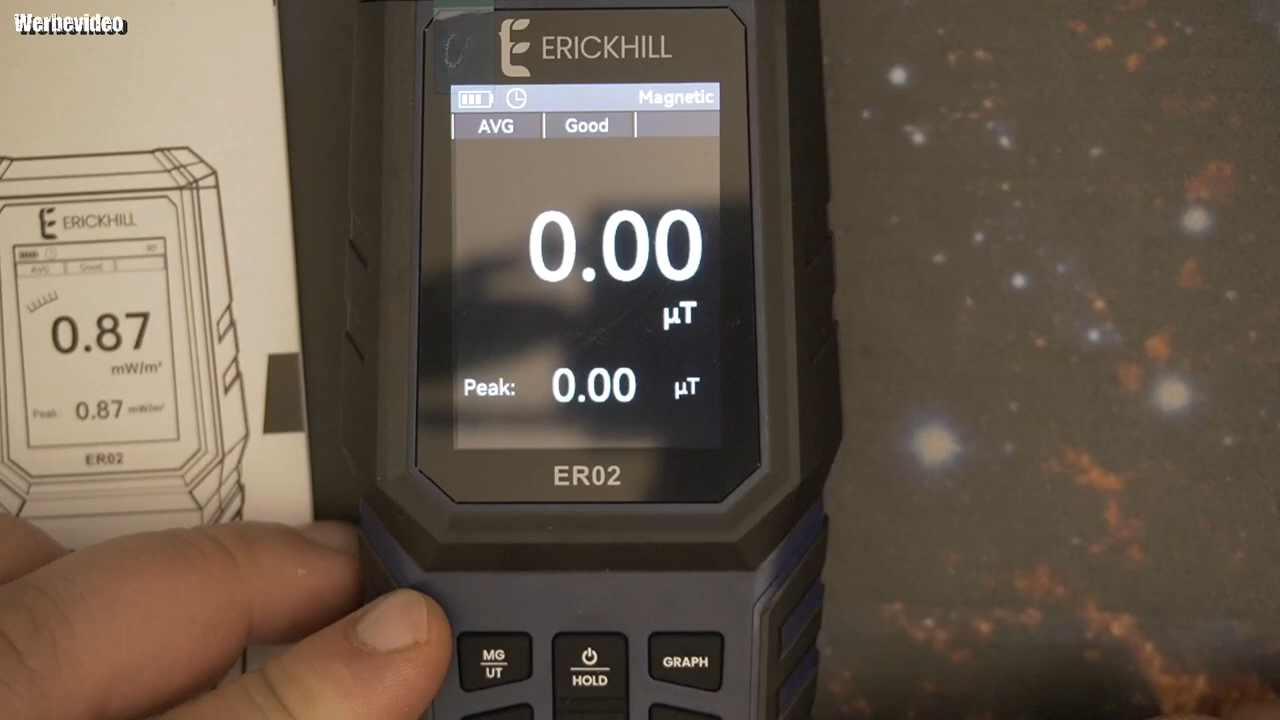 Werbevideo
ERICKHILL
Magnetic
AVG Good
0.00
µT
Peak: 0.00 µT
ER02
MG
UT
HOLD
GRAPH
ERICKHILL
RF
AVG Good
0.87
mW/m²
Peak: 0.87 mW/m²
ER02